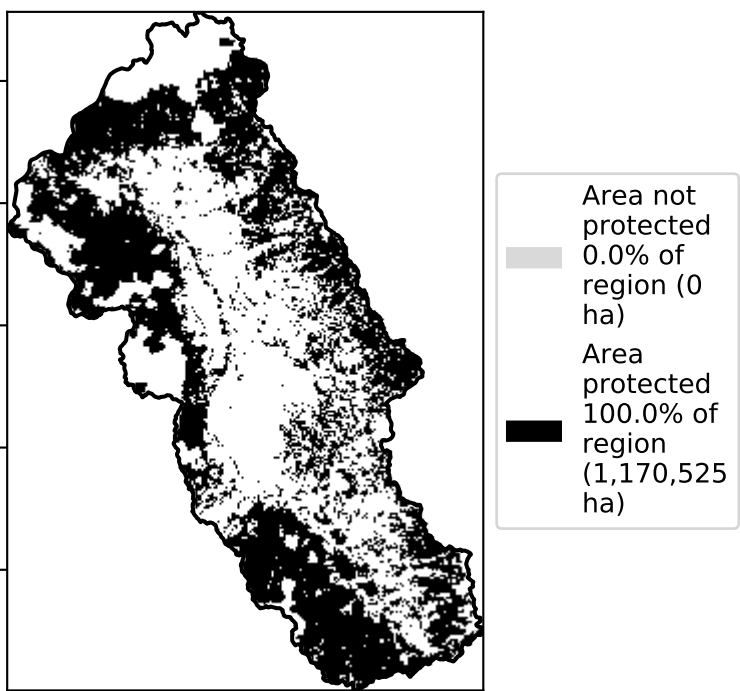 Area not
protected
0.0% of
region (0
ha)
Area
protected
100.0% of
region
(1,170,525
ha)